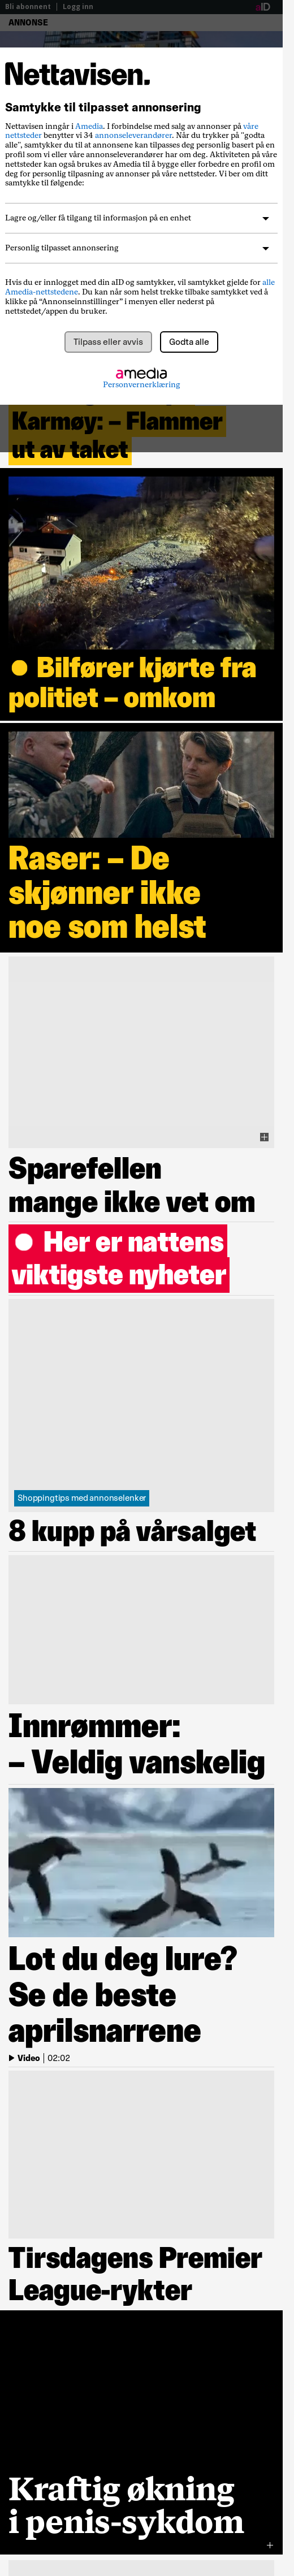 Bli abonnent | Logg inn
aID
ANNONSE
Nettavisen.
Samtykke til tilpasset annonsering
Nettavisen inngår i Amedia. I forbindelse med salg av annonser på våre
nettsteder benytter vi 34 annonseleverandører. Når du trykker på "godta
alle", samtykker du til at annonsene kan tilpasses deg personlig basert på en
profil som vi eller våre annonseleverandører har om deg. Aktiviteten på våre
nettsteder kan også brukes av Amedia til å bygge eller forbedre en profil om
deg for personlig tilpasning av annonser på våre nettsteder. Vi ber om ditt
samtykke til følgende:
Lagre og/eller få tilgang til informasjon på en enhet
Personlig tilpasset annonsering
Hvis du er innlogget med din aID og samtykker, vil samtykket gjelde for alle
Amedia-nettstedene. Du kan når som helst trekke tilbake samtykket ved å
klikke på “Annonseinnstillinger” i menyen eller nederst på
nettstedet/appen du bruker.
Tilpass eller avvis
Godta alle
amedia
Personvernerklæring
Karmøy: – Flammer
ut av taket
Bilfører kjørte fra
politiet – omkom
Raser: – De
skjønner ikke
noe som helst
Sparefellen
mange ikke vet om
Her er nattens
viktigste nyheter
Shoppingtips med annonselenker
8 kupp på vårsalget
Innrømmer:
– Veldig vanskelig
Lot du deg lure?
Se de beste
aprilsnarrene
Video | 02:02
Tirsdagens Premier
League-rykter
Kraftig økning
i penis-sykdom